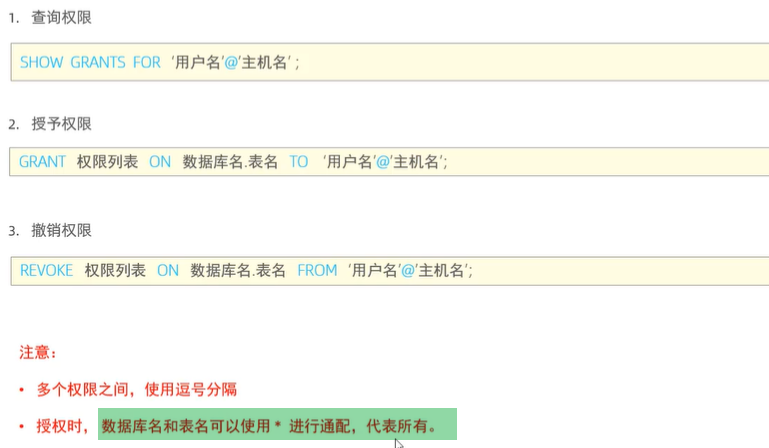 1. 查询权限
SHOW GRANTS FOR '用户名'@'主机名' ;
2. 授予权限
GRANT 权限列表 ON 数据库名.表名 TO '用户名'@'主机名';
3. 撤销权限
REVOKE 权限列表 ON 数据库名.表名 FROM '用户名'@'主机名';
注意：
• 多个权限之间，使用逗号分隔
• 授权时， 数据库名和表名可以使用 * 进行通配，代表所有。